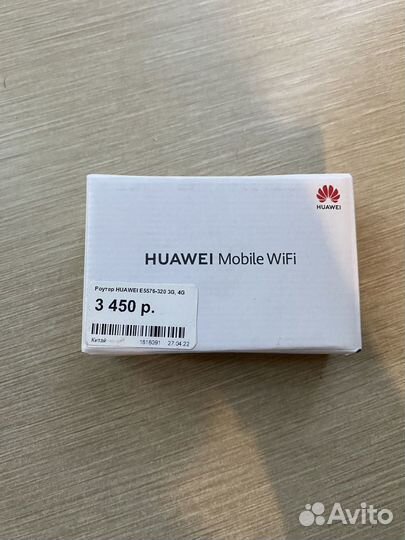 HUAWEI
HUAWEI Mobile WiFi
Роутер HUAWEI E5576-320 3G, 4G
3 450 р.
Китай 1818091 27.04.22
Avito